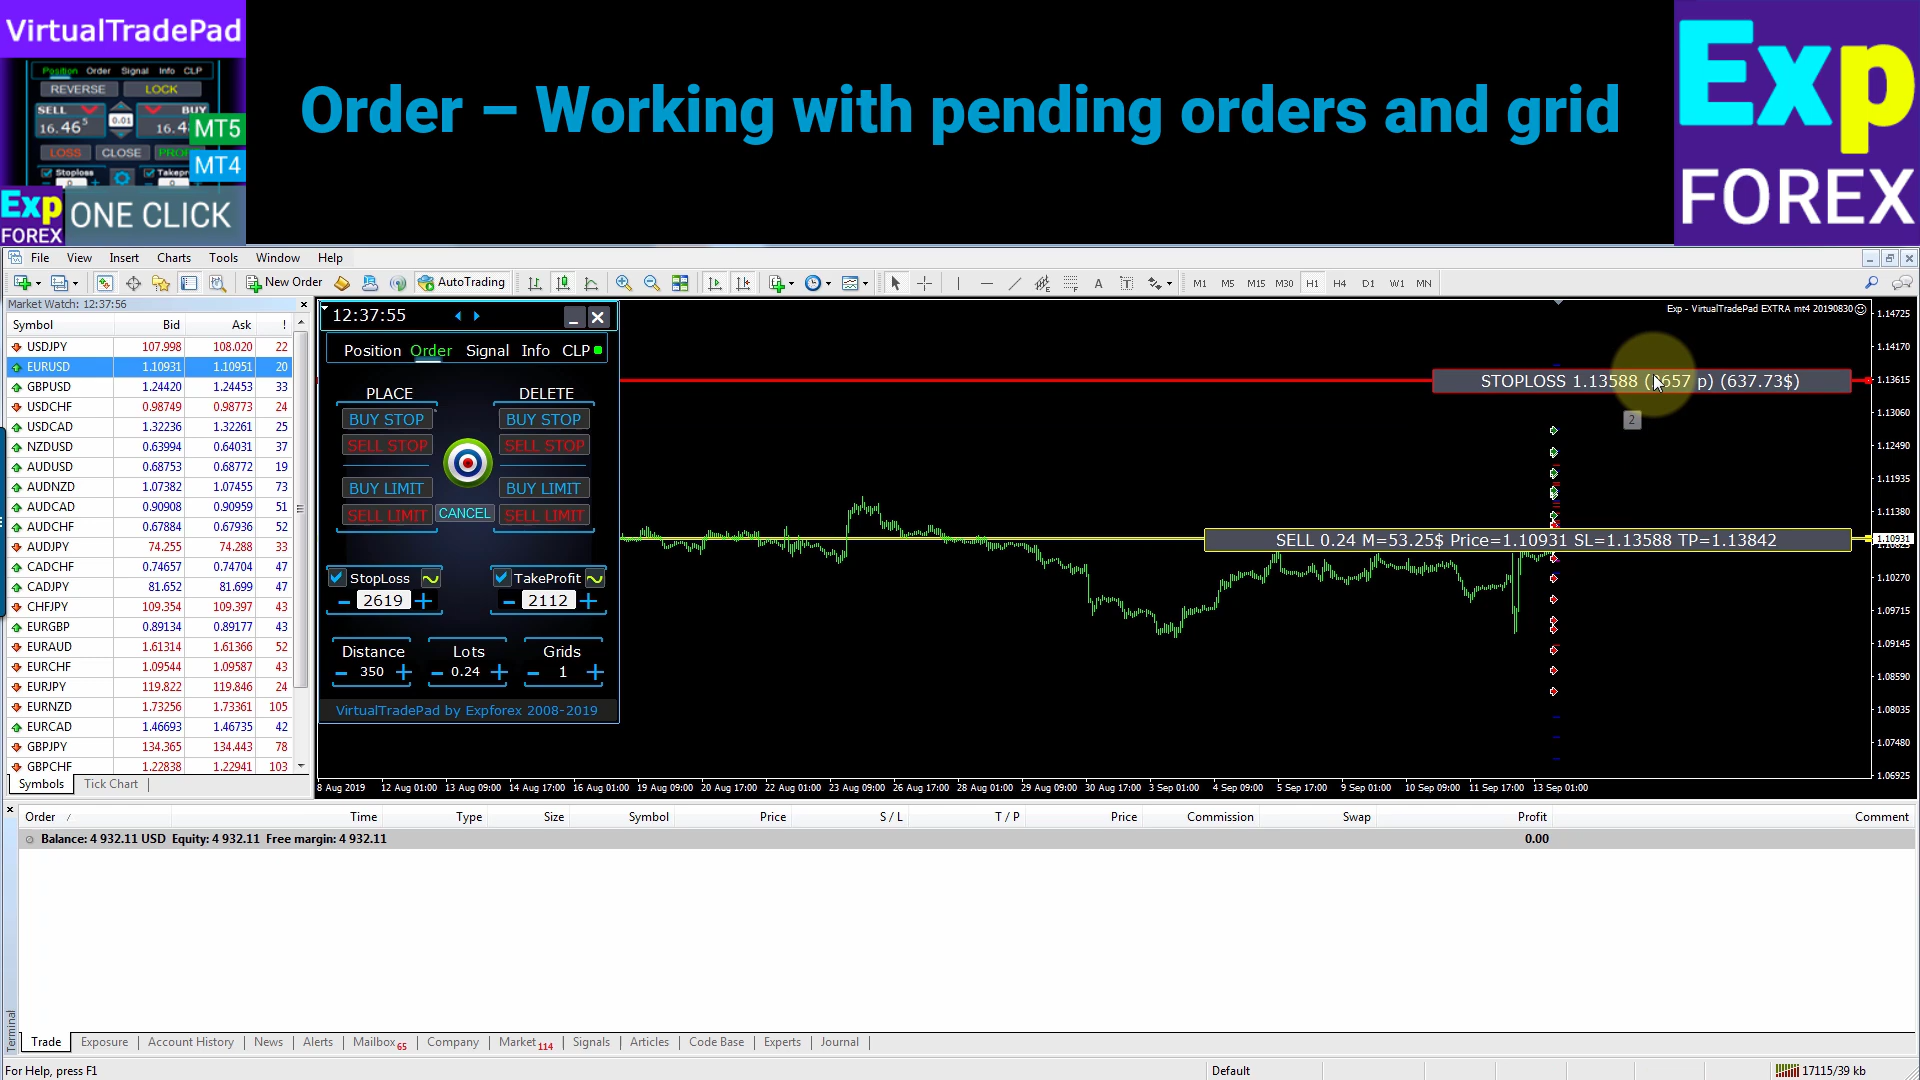 VirtualTradePad
Position Order Signal Info CLP
REVERSE LOCK
SELL BUY
16.46⁵ 0.01 16.4
MT5
LOSS CLOSE
MT4
Stoploss
Exp FOREX
ONE CLICK
Order – Working with pending orders and grid
Exp
FOREX
File View Insert Charts Tools Window Help
New Order AutoTrading A T M1 M5 M15 M30 H1 H4 D1 W1 MN
Market Watch: 12:37:56
Symbol Bid Ask !
USDJPY 107.998 108.020 22
EURUSD 1.10931 1.10951 20
GBPUSD 1.24420 1.24453 33
USDCHF 0.98749 0.98773 24
USDCAD 1.32236 1.32261 25
NZDUSD 0.63994 0.64031 37
AUDUSD 0.68753 0.68772 19
AUDNZD 1.07382 1.07455 73
AUDCAD 0.90908 0.90959 51
AUDCHF 0.67884 0.67936 52
AUDJPY 74.255 74.288 33
CADCHF 0.74657 0.74704 47
CADJPY 81.652 81.699 47
CHFJPY 109.354 109.397 43
EURGBP 0.89134 0.89177 43
EURAUD 1.61314 1.61366 52
EURCHF 1.09544 1.09587 43
EURJPY 119.822 119.846 24
EURNZD 1.73256 1.73361 105
EURCAD 1.46693 1.46735 42
GBPJPY 134.365 134.443 78
GBPCHF 1.22838 1.22941 103
Symbols Tick Chart
12:37:55
Position Order Signal Info CLP
PLACE DELETE
BUY STOP BUY STOP
SELL STOP SELL STOP
BUY LIMIT BUY LIMIT
SELL LIMIT CANCEL SELL LIMIT
StopLoss TakeProfit
- 2619 + - 2112 +
Distance Lots Grids
- 350 + - 0.24 + - 1 +
VirtualTradePad by Expforex 2008-2019
Exp - VirtualTradePad EXTRA mt4 20190830
STOPLOSS 1.13588 (2657 p) (637.73$)
2
SELL 0.24 M=53.25$ Price=1.10931 SL=1.13588 TP=1.13842
1.14725
1.14170
1.13615
1.13060
1.12490
1.11935
1.11380
1.10931
1.10270
1.09715
1.09145
1.08590
1.08035
1.07480
1.06925
8 Aug 2019 12 Aug 01:00 13 Aug 09:00 14 Aug 17:00 16 Aug 01:00 19 Aug 09:00 20 Aug 17:00 22 Aug 01:00 23 Aug 09:00 26 Aug 17:00 28 Aug 01:00 29 Aug 09:00 30 Aug 17:00 3 Sep 01:00 4 Sep 09:00 5 Sep 17:00 9 Sep 01:00 10 Sep 09:00 11 Sep 17:00 13 Sep 01:00
Order / Time Type Size Symbol Price S / L T / P Price Commission Swap Profit Comment
Balance: 4 932.11 USD Equity: 4 932.11 Free margin: 4 932.11 0.00
Terminal
Trade Exposure Account History News Alerts Mailbox 65 Company Market 114 Signals Articles Code Base Experts Journal
For Help, press F1 Default 17115/39 kb